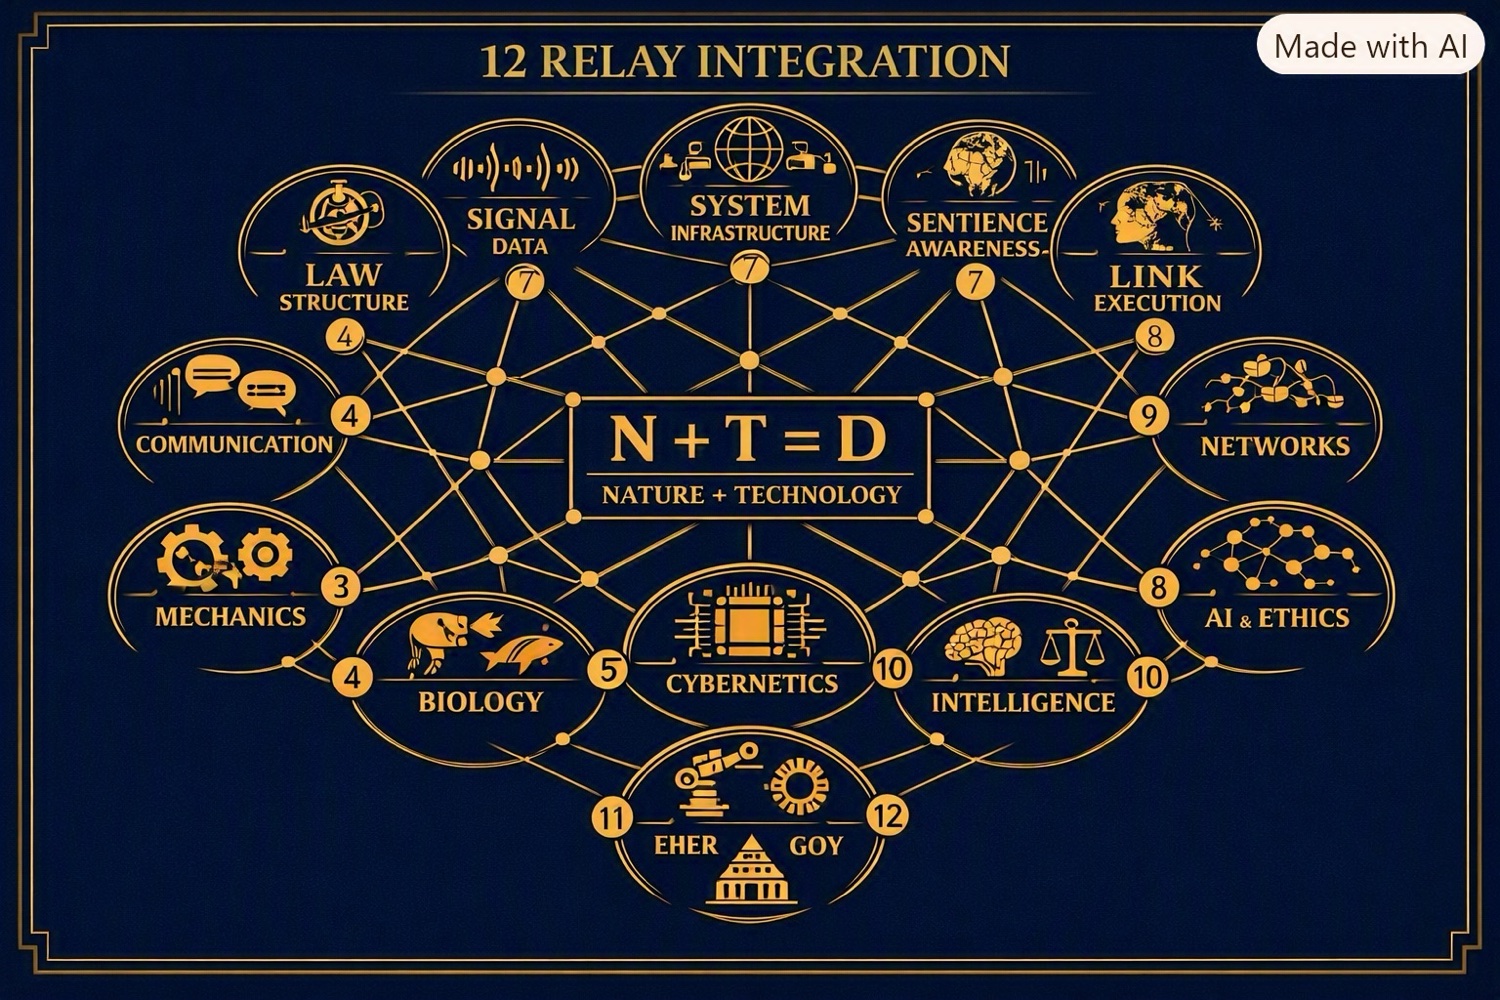 Made with AI
12 RELAY INTEGRATION
LAW
STRUCTURE
4
SIGNAL
DATA
7
SYSTEM
INFRASTRUCTURE
7
SENTIENCE
AWARENESS
7
LINK
EXECUTION
8
COMMUNICATION
4
N + T = D
NATURE + TECHNOLOGY
9
NETWORKS
MECHANICS
3
8
AI & ETHICS
4
BIOLOGY
5
CYBERNETICS
10
INTELLIGENCE
10
11
EHER
GOY
12